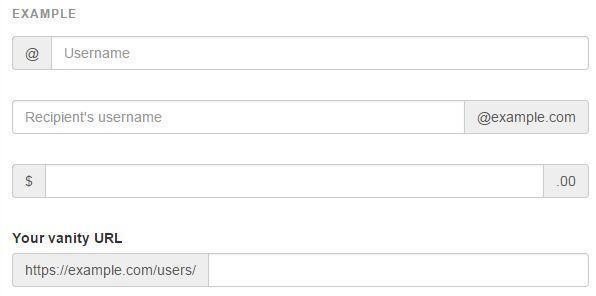 EXAMPLE
@ Username
Recipient's username @example.com
$ .00
Your vanity URL
https://example.com/users/